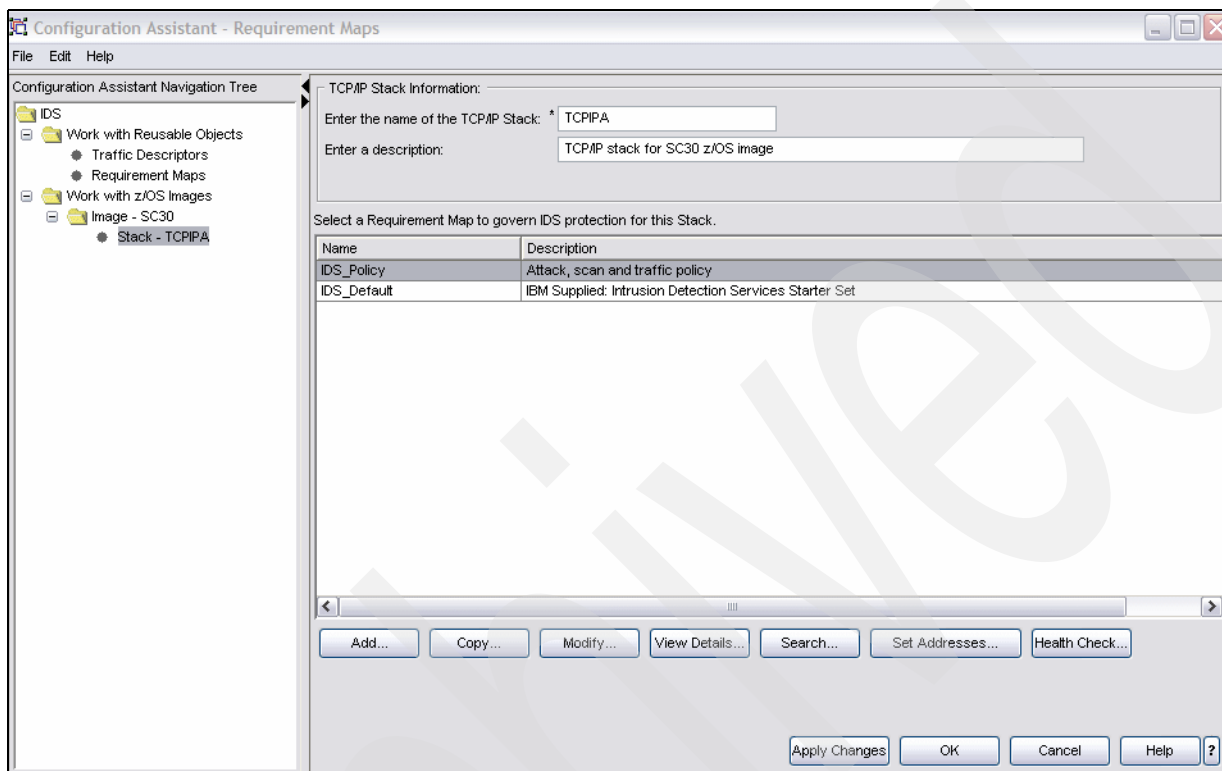 Configuration Assistant - Requirement Maps
File Edit Help
Configuration Assistant Navigation Tree
IDS
Work with Reusable Objects
Traffic Descriptors
Requirement Maps
Work with z/OS Images
Image - SC30
Stack - TCPIPA
TCP/IP Stack Information:
Enter the name of the TCP/IP Stack: * TCPIPA
Enter a description: TCP/IP stack for SC30 z/OS image
Select a Requirement Map to govern IDS protection for this Stack.
Name Description
IDS_Policy Attack, scan and traffic policy
IDS_Default IBM Supplied: Intrusion Detection Services Starter Set
Add... Copy... Modify... View Details... Search... Set Addresses... Health Check...
Apply Changes OK Cancel Help ?